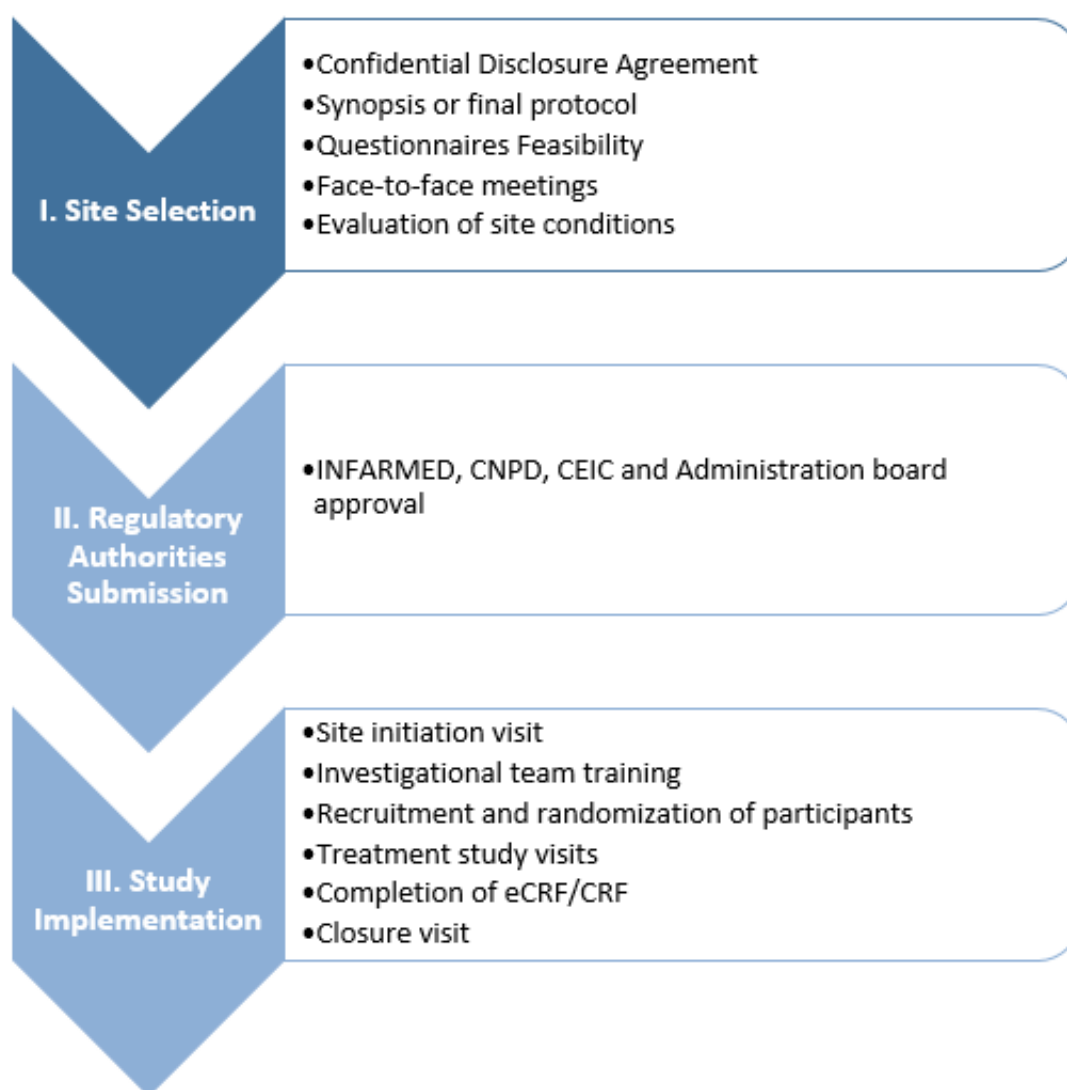 I. Site Selection
•Confidential Disclosure Agreement
•Synopsis or final protocol
•Questionnaires Feasibility
•Face-to-face meetings
•Evaluation of site conditions
II. Regulatory
Authorities
Submission
•INFARMED, CNPD, CEIC and Administration board
approval
III. Study
Implementation
•Site initiation visit
•Investigational team training
•Recruitment and randomization of participants
•Treatment study visits
•Completion of eCRF/CRF
•Closure visit